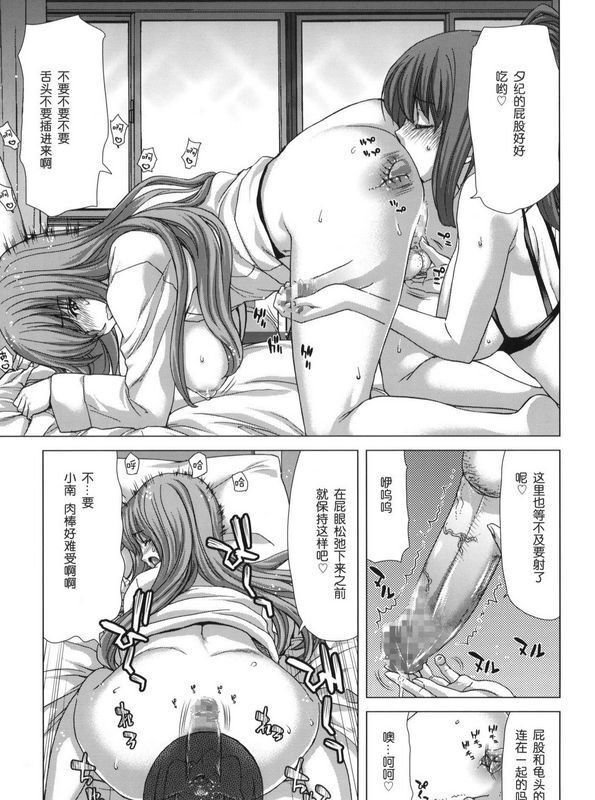 夕纪的屁股好好
吃哟♡
不要不要不要
舌头不要插进来啊
这里也等不及要射了
呢♡
咿呜呜
在屁眼松弛下来之前
就保持这样吧♡
不…要
小南 肉棒好难受啊啊
呼
哈
哈
屁股和龟头的
连在一起的吗
噢…呵呵♡